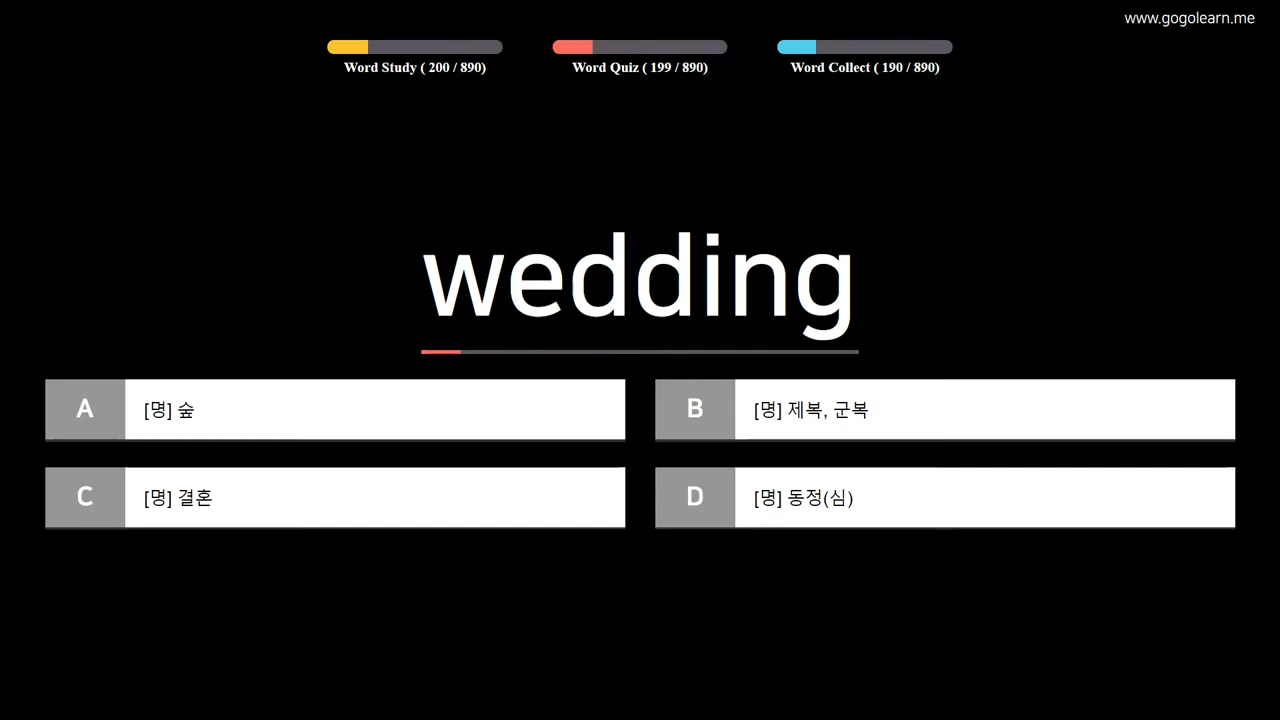 www.gogolearn.me
Word Study ( 200 / 890)
Word Quiz ( 199 / 890)
Word Collect ( 190 / 890)
wedding
A [명] 숲
B [명] 제복, 군복
C [명] 결혼
D [명] 동정(심)